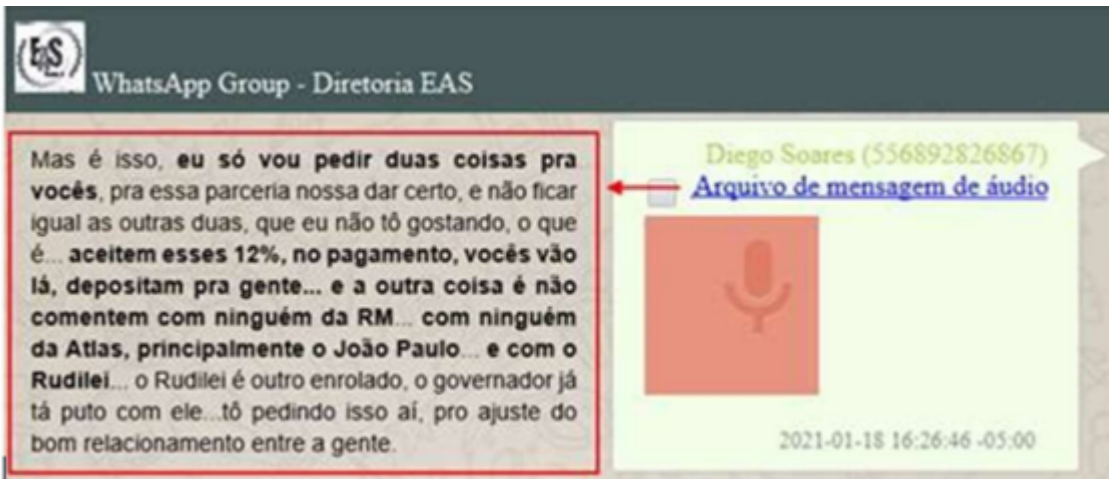 EAS
WhatsApp Group - Diretoria EAS
Mas é isso, eu só vou pedir duas coisas pra
vocês, pra essa parceria nossa dar certo, e não ficar
igual as outras duas, que eu não tô gostando, o que
é... aceitem esses 12%, no pagamento, vocês vão
lá, depositam pra gente... e a outra coisa é não
comentem com ninguém da RM... com ninguém
da Atlas, principalmente o João Paulo... e com o
Rudilei... o Rudilei é outro enrolado, o governador já
tá puto com ele...tô pedindo isso aí, pro ajuste do
bom relacionamento entre a gente.
Diego Soares (556892826867)
Arquivo de mensagem de áudio
2021-01-18 16:26:46 -05:00